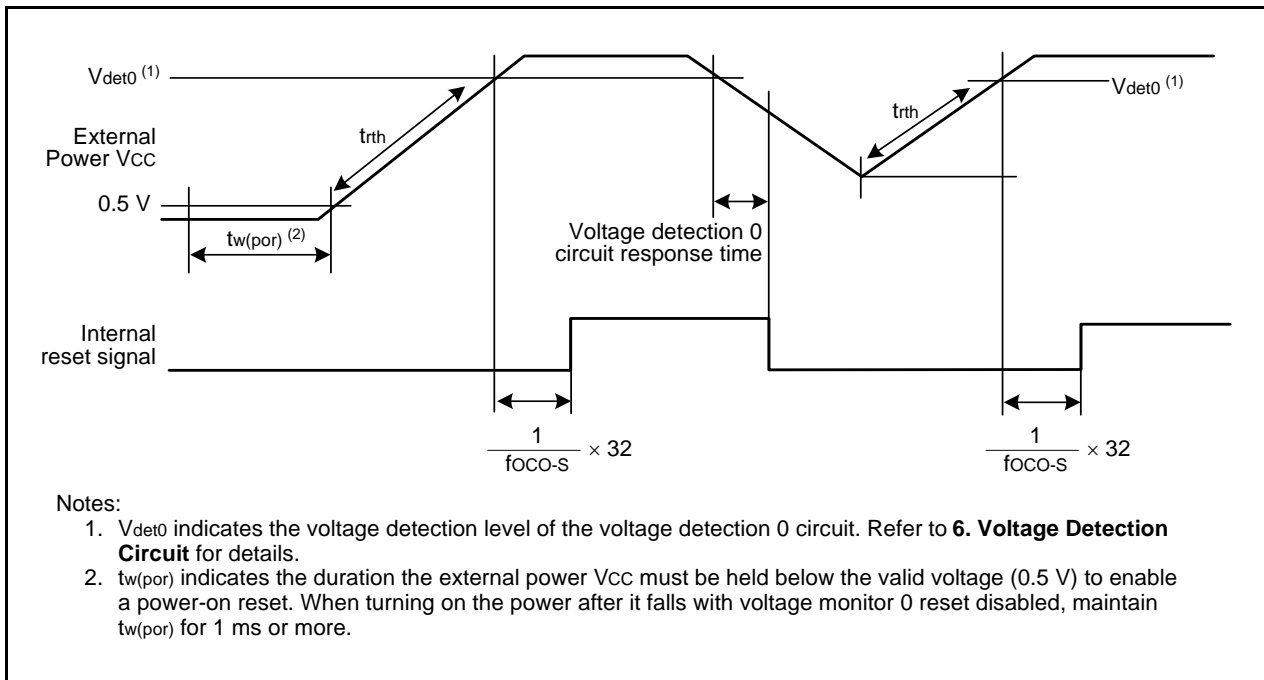 Vdet0 (1)
trth
External
Power VCC
0.5 V
tw(por) (2)
Voltage detection 0
circuit response time
trth
Vdet0 (1)
Internal
reset signal
1
fOCO-S
× 32
1
fOCO-S
× 32
Notes:
1. Vdet0 indicates the voltage detection level of the voltage detection 0 circuit. Refer to 6. Voltage Detection
Circuit for details.
2. tw(por) indicates the duration the external power VCC must be held below the valid voltage (0.5 V) to enable
a power-on reset. When turning on the power after it falls with voltage monitor 0 reset disabled, maintain
tw(por) for 1 ms or more.